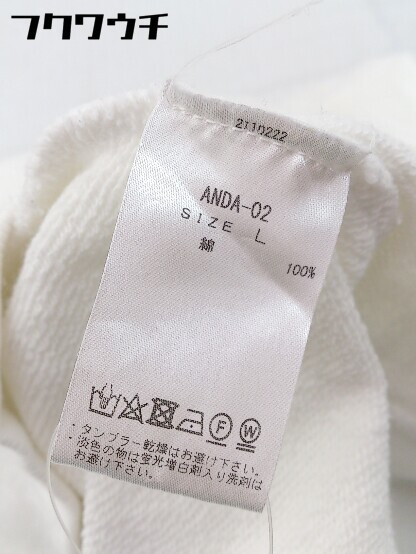 フクワウチ
2110222
ANDA-02
SIZE L
綿 100%
F W
・タンブラー乾燥はお避け下さい。
・淡色の物は蛍光増白剤入り洗剤は
お避け下さい。